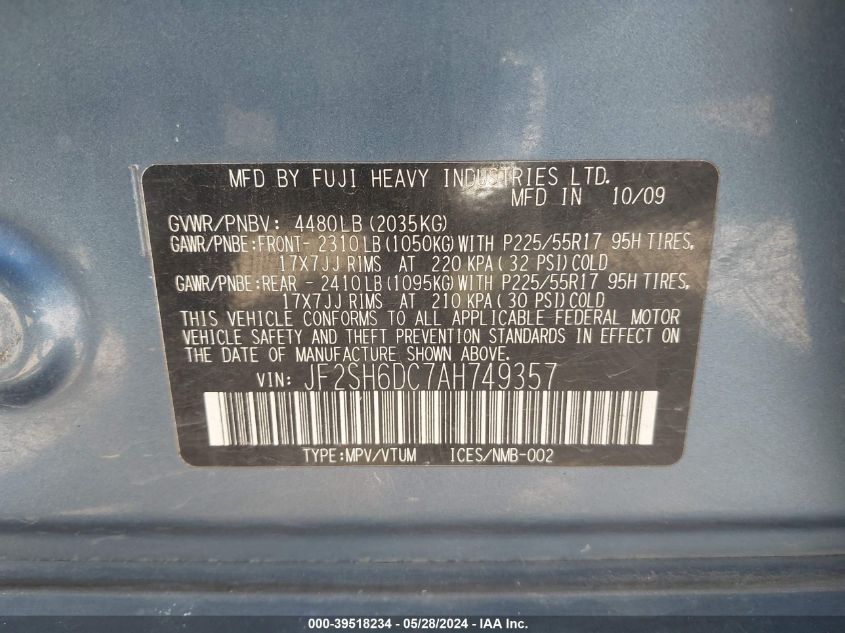 MFD BY FUJI HEAVY INDUSTRIES LTD.
MFD IN 10/09
GVWR/PNBV: 4480LB (2035KG)
GAWR/PNBE:FRONT- 2310LB (1050KG) WITH P225/55R17 95H TIRES,
17X7JJ RIMS AT 220 KPA ( 32 PSI) COLD
GAWR/PNBE:REAR - 2410LB (1095KG) WITH P225/55R17 95H TIRES,
17X7JJ RIMS AT 210 KPA ( 30 PSI) COLD
THIS VEHICLE CONFORMS TO ALL APPLICABLE FEDERAL MOTOR
VEHICLE SAFETY AND THEFT PREVENTION STANDARDS IN EFFECT ON
THE DATE OF MANUFACTURE SHOWN ABOVE.
VIN: JF2SH6DC7AH749357
TYPE:MPV/VTUM ICES/NMB-002
000-39518234 - 05/28/2024 - IAA Inc.